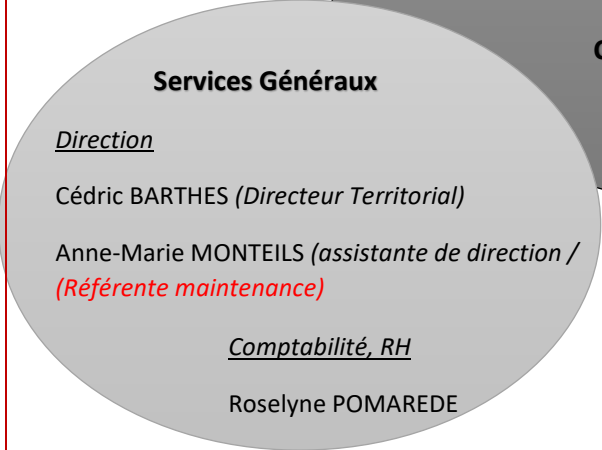 Services Généraux
Direction
Cédric BARTHES (Directeur Territorial)
Anne-Marie MONTEILS (assistante de direction /
(Référente maintenance)
Comptabilité, RH
Roselyne POMAREDE